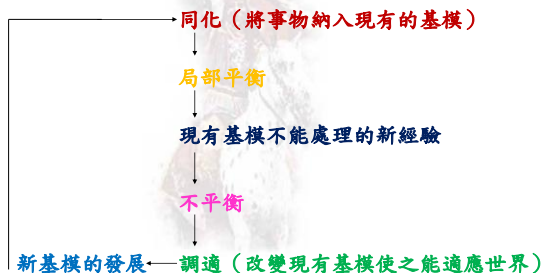 同化（將事物納入現有的基模）
局部平衡
現有基模不能處理的新經驗
不平衡
新基模的發展
調適（改變現有基模使之能適應世界）